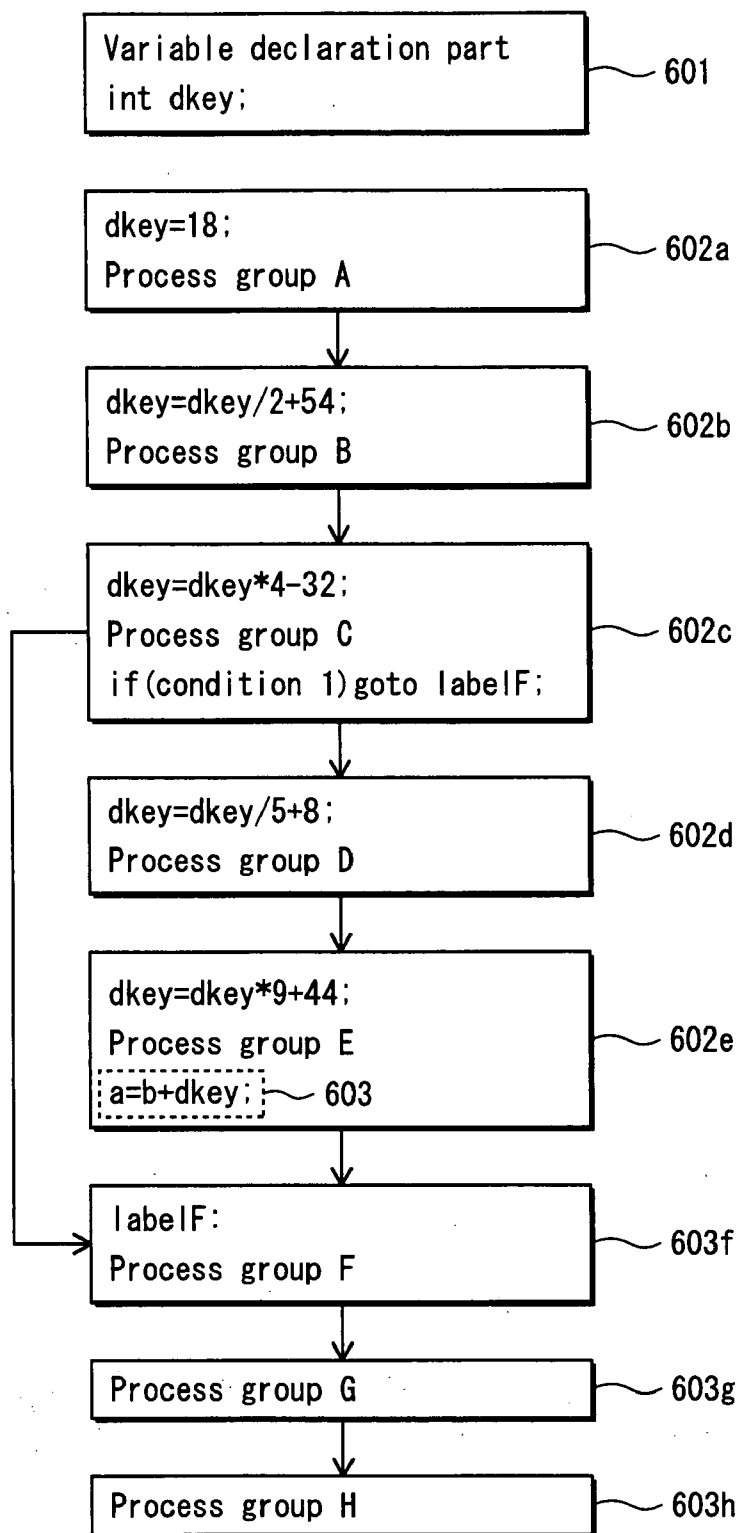 Variable declaration part
int dkey;
601
dkey=18;
Process group A
602a
dkey=dkey/2+54;
Process group B
602b
dkey=dkey*4-32;
Process group C
if(condition 1)goto labelF;
602c
dkey=dkey/5+8;
Process group D
602d
dkey=dkey*9+44;
Process group E
a=b+dkey;
603
602e
labelF:
Process group F
603f
Process group G
603g
Process group H
603h